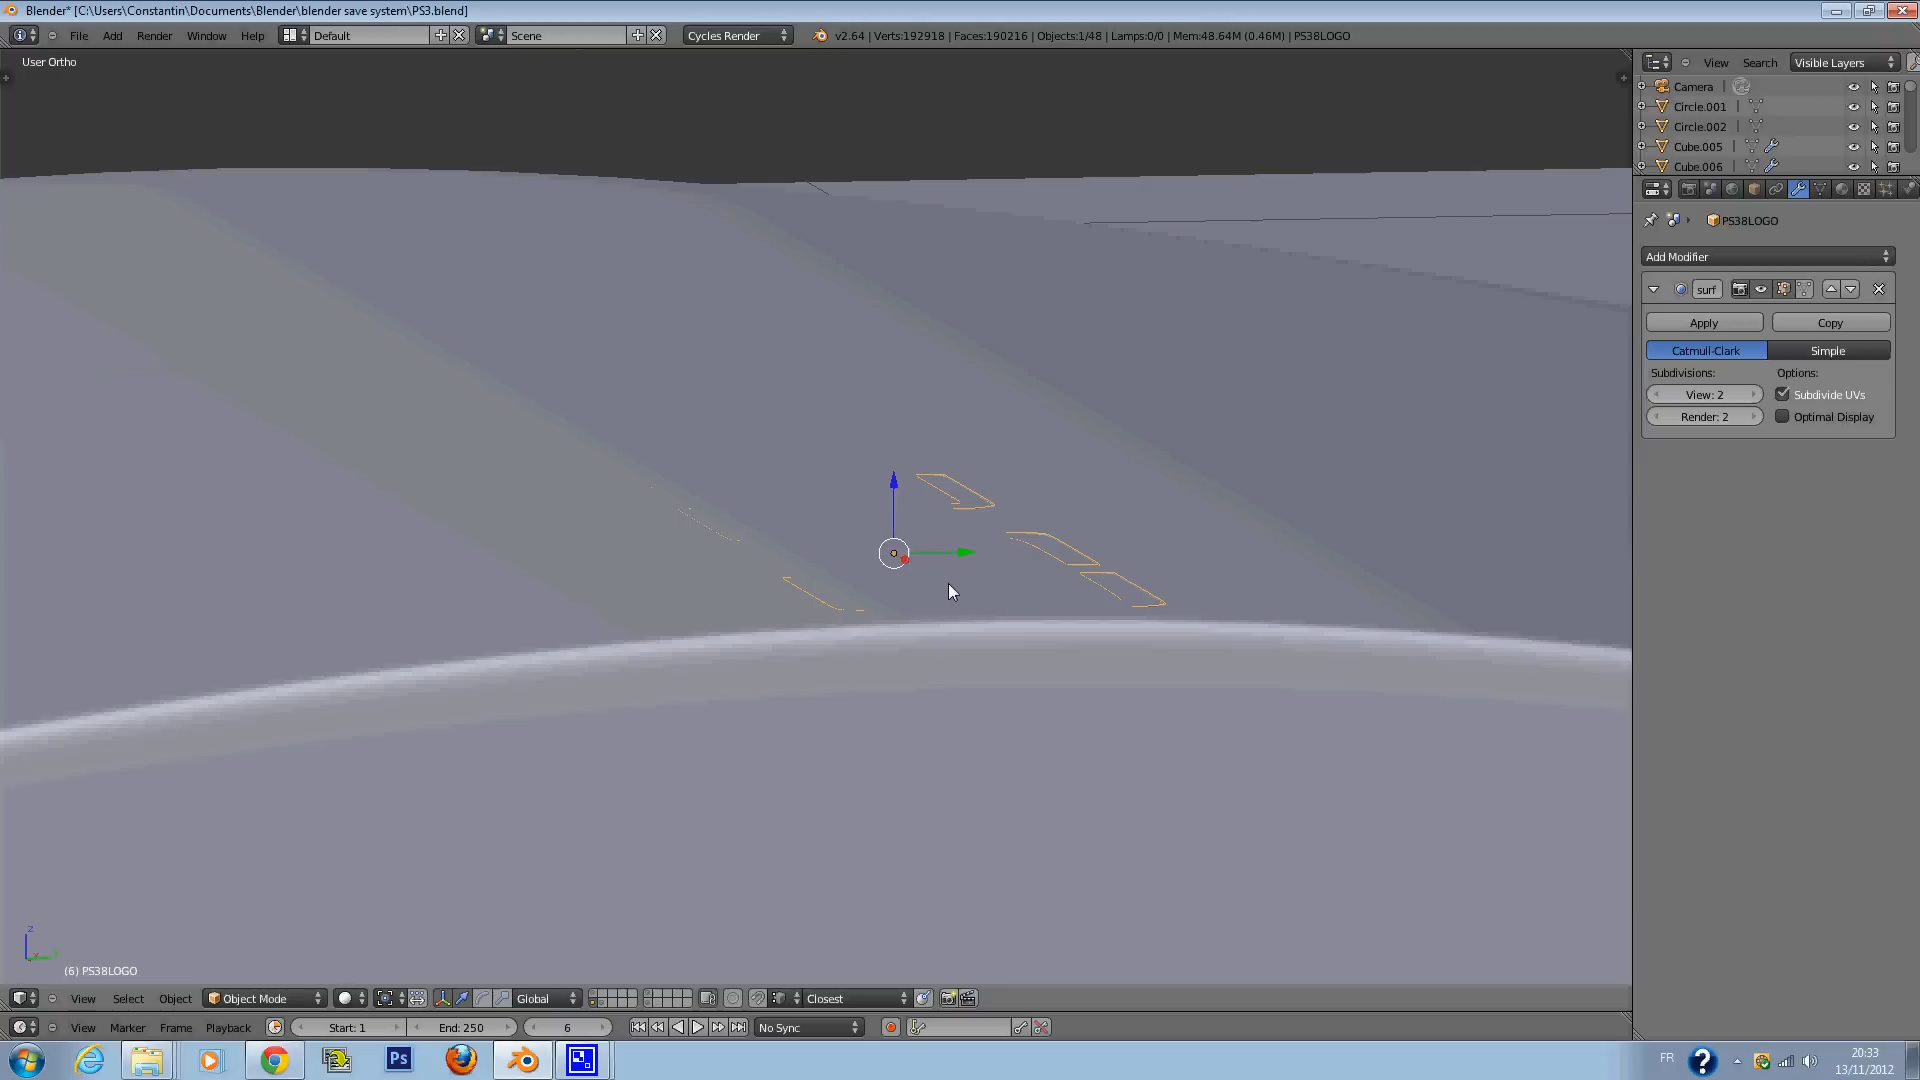 Blender* [C:\Users\Constantin\Documents\Blender\blender save system\PS3.blend]
File Add Render Window Help Default Scene Cycles Render v2.64 | Verts:192918 | Faces:190216 | Objects:1/48 | Lamps:0/0 | Mem:48.64M (0.46M) | PS38LOGO
User Ortho
View Search Visible Layers
Camera
Circle.001
Circle.002
Cube.005
Cube.006
PS38LOGO
Add Modifier
surf
Apply Copy
Catmull-Clark Simple
Subdivisions: Options:
View: 2 Subdivide UVs
Render: 2 Optimal Display
z
(6) PS38LOGO
View Select Object Object Mode Global Closest
View Marker Frame Playback Start: 1 End: 250 6 No Sync
Ps FR 20:33
13/11/2012